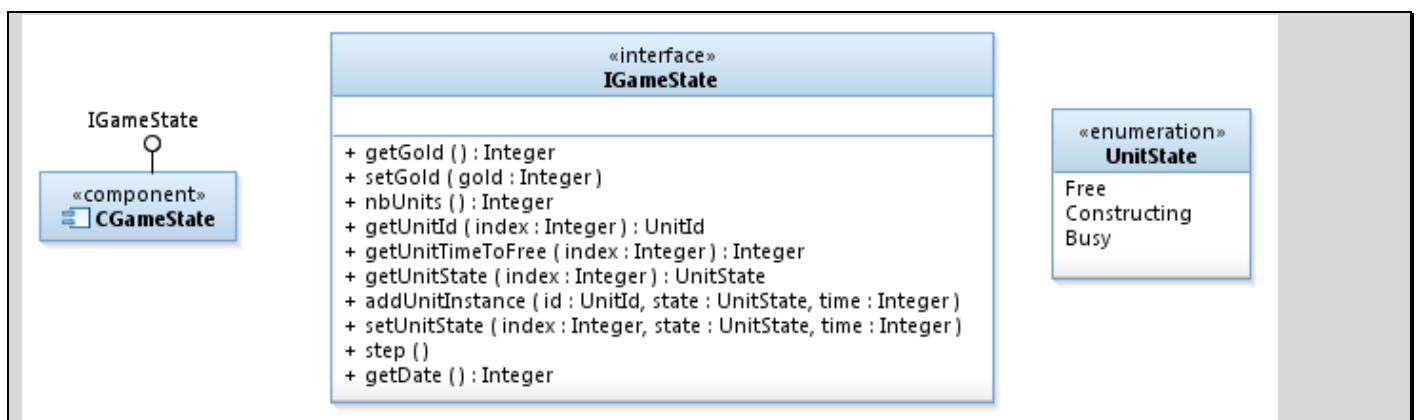 IGameState
«component»
CGameState
«interface»
IGameState
+ getGold () : Integer
+ setGold ( gold : Integer )
+ nbUnits () : Integer
+ getUnitId ( index : Integer ) : UnitId
+ getUnitTimeToFree ( index : Integer ) : Integer
+ getUnitState ( index : Integer ) : UnitState
+ addUnitInstance ( id : UnitId, state : UnitState, time : Integer )
+ setUnitState ( index : Integer, state : UnitState, time : Integer )
+ step ()
+ getDate () : Integer
«enumeration»
UnitState
Free
Constructing
Busy